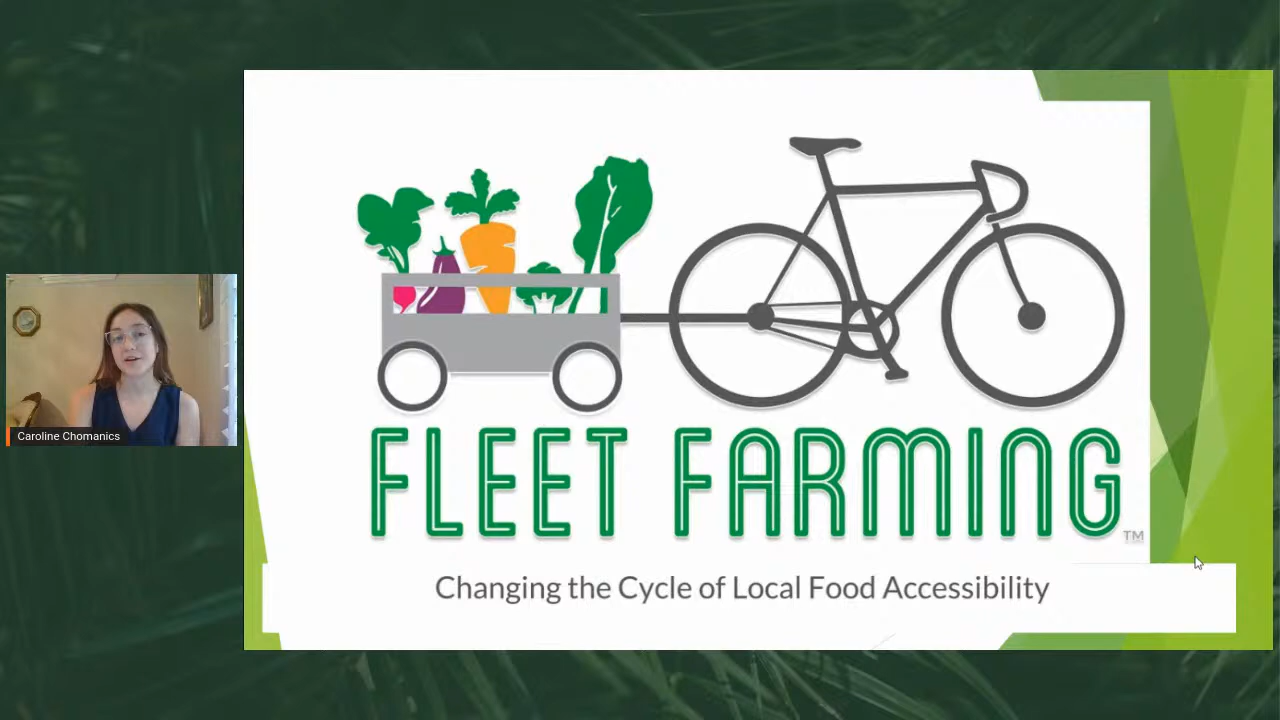 Caroline Chomanics
FLEET FARMING
TM
Changing the Cycle of Local Food Accessibility